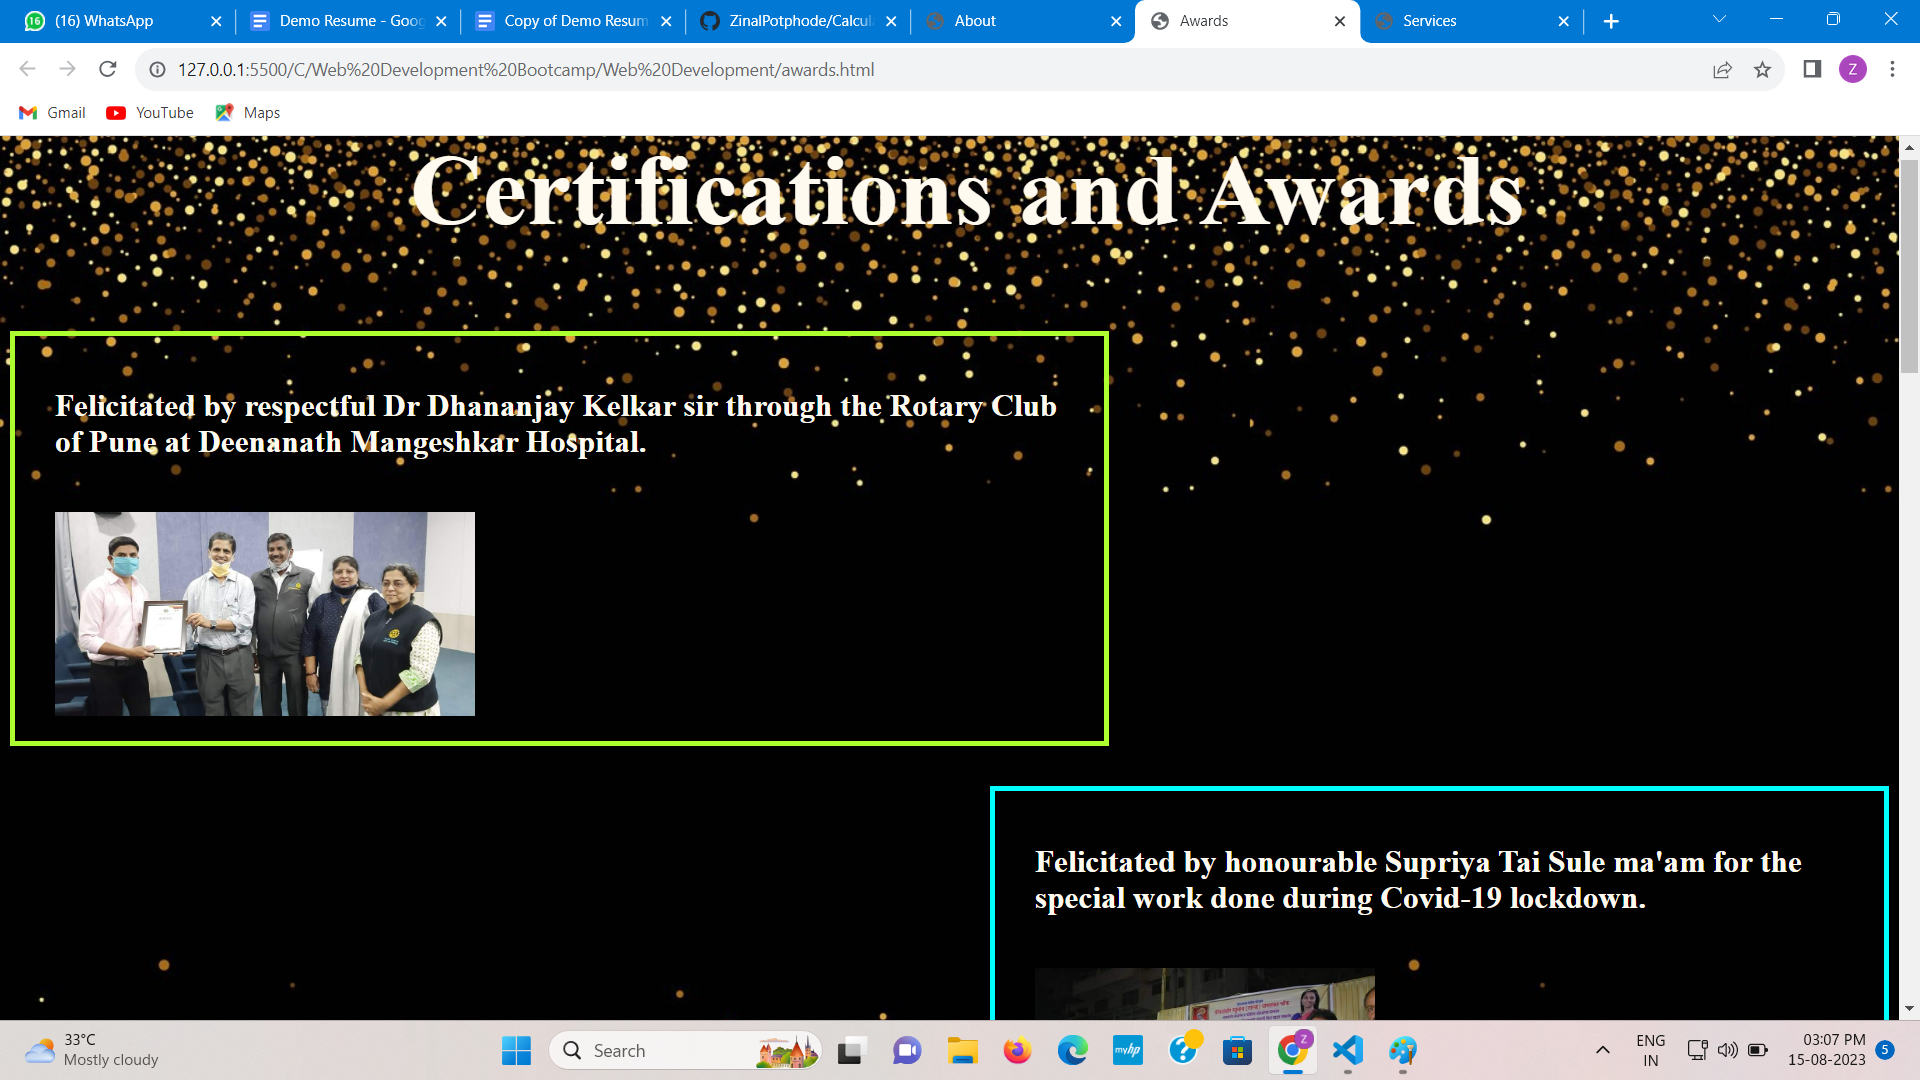 (16) WhatsApp
Demo Resume - Goog
Copy of Demo Resum
ZinalPotphode/Calcula
About
Awards
Services
127.0.0.1:5500/C/Web%20Development%20Bootcamp/Web%20Development/awards.html
Z
Gmail
YouTube
Maps
Certifications and Awards
Felicitated by respectful Dr Dhananjay Kelkar sir through the Rotary Club
of Pune at Deenanath Mangeshkar Hospital.
Felicitated by honourable Supriya Tai Sule ma'am for the
special work done during Covid-19 lockdown.
33°C
Mostly cloudy
Search
myhp
Z
ENG
IN
03:07 PM
15-08-2023
5